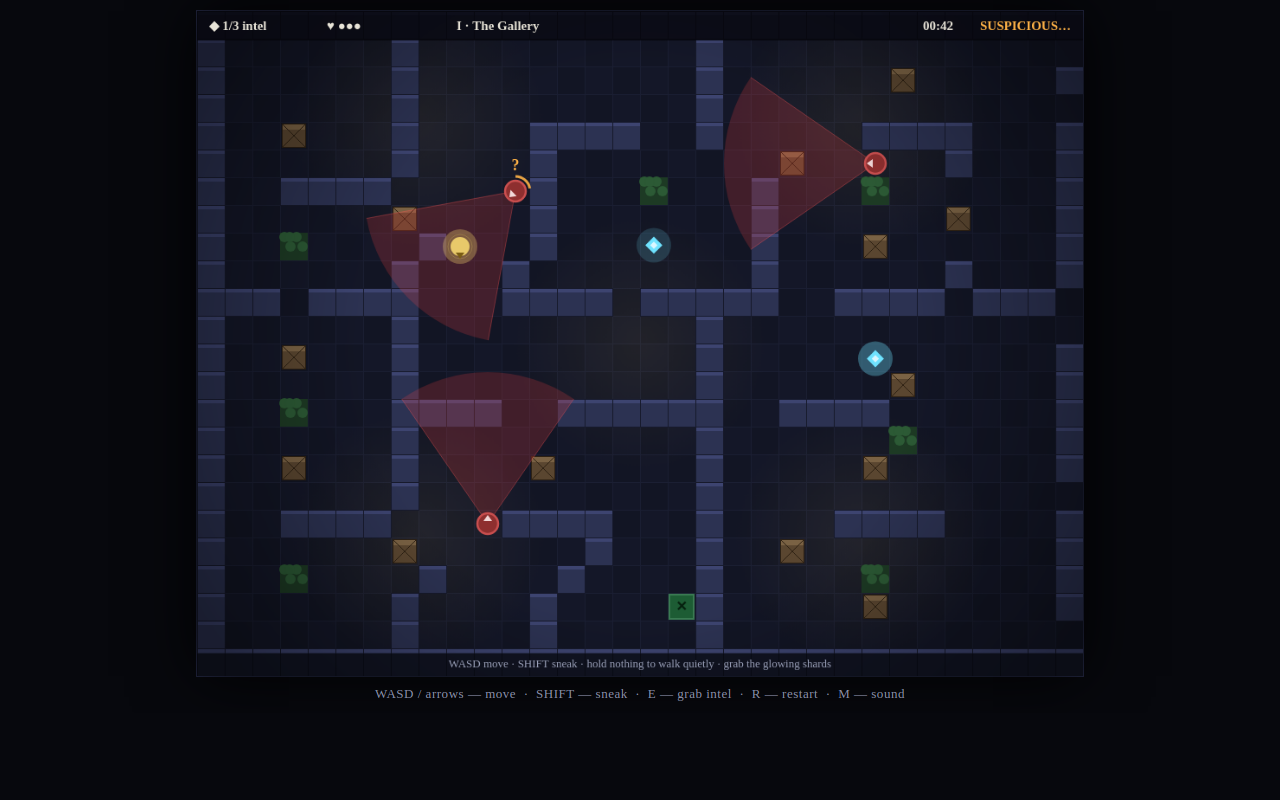 ◆ 1/3 intel
♥ ●●●
I · The Gallery
00:42
SUSPICIOUS…
?
WASD move · SHIFT sneak · hold nothing to walk quietly · grab the glowing shards
WASD / arrows — move · SHIFT — sneak · E — grab intel · R — restart · M — sound